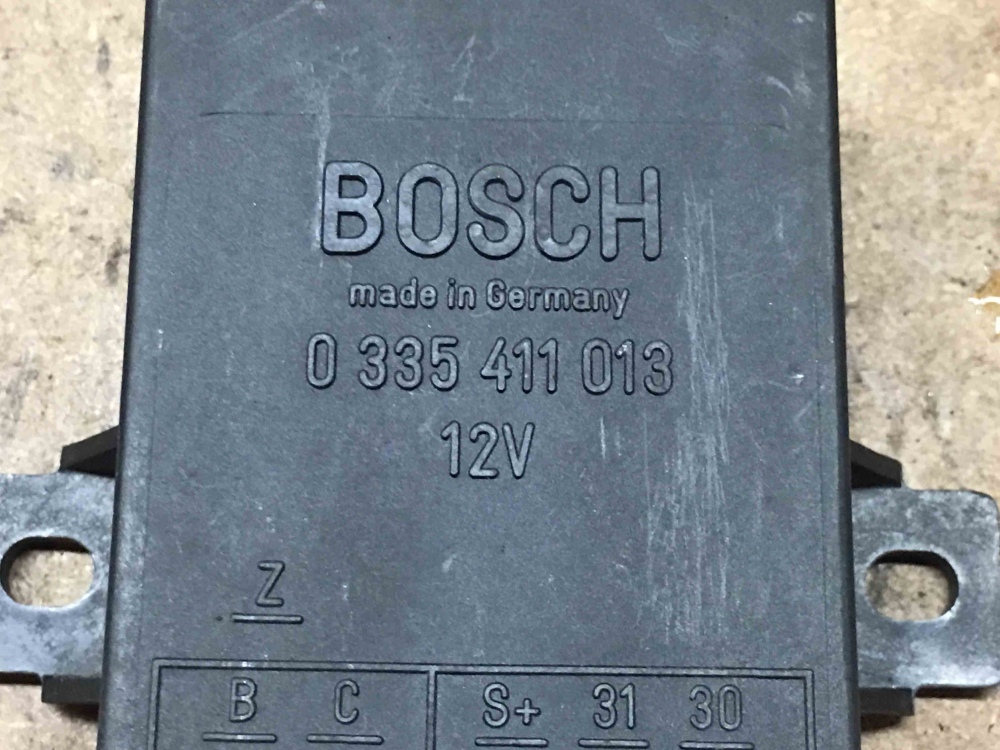 BOSCH
made in Germany
0 335 411 013
12V
Z
B C S+ 31 30